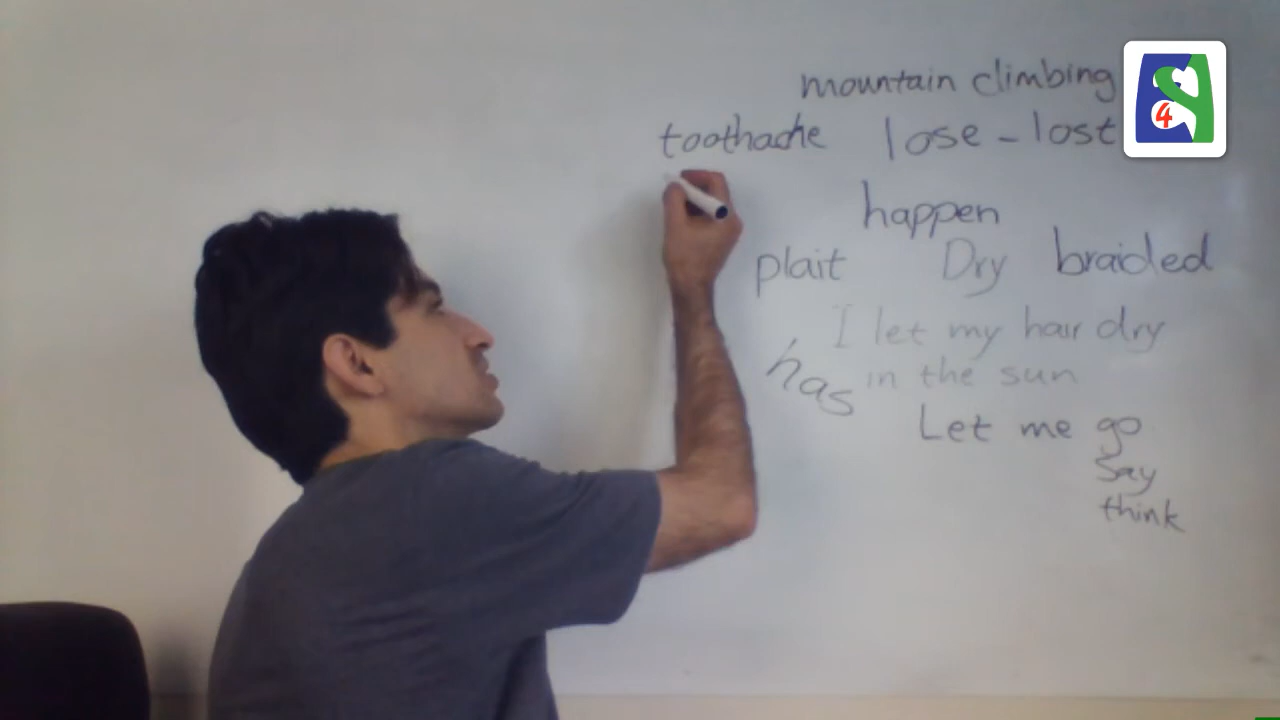 mountain climbing
toothache lose - lost
happen
plait Dry braided
I let my hair dry
has in the sun
Let me go
say
think
4